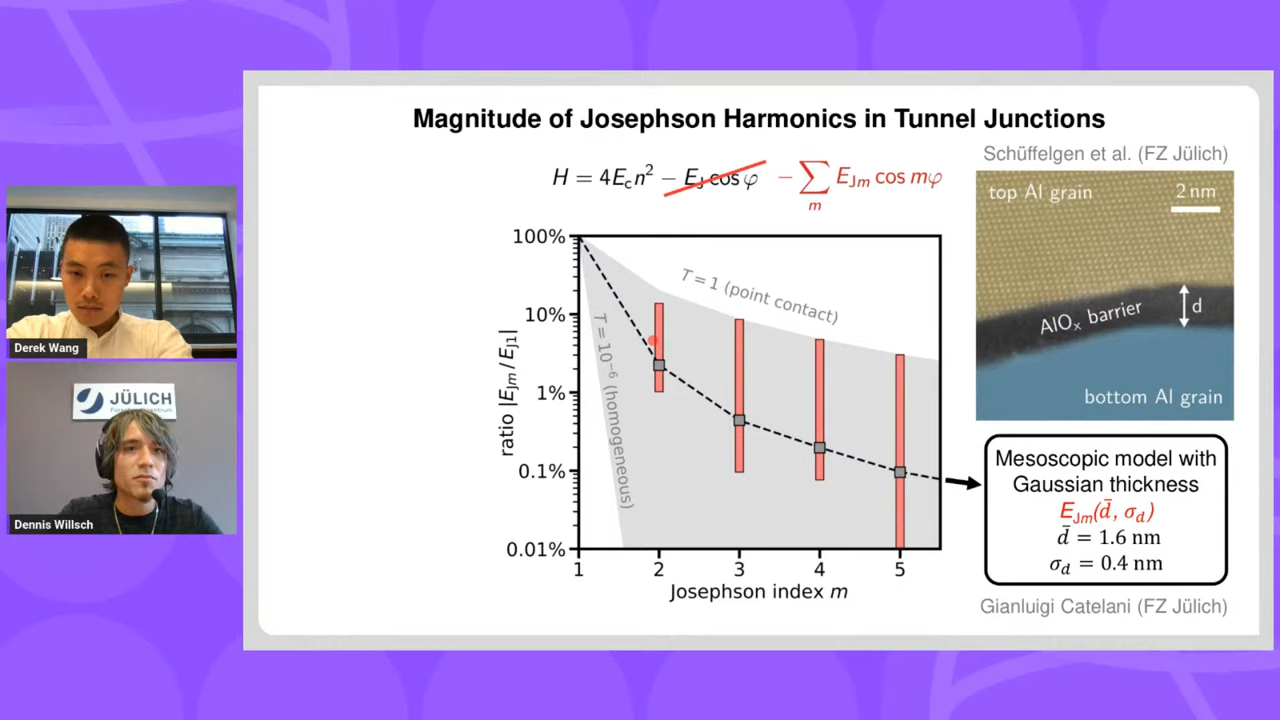 Magnitude of Josephson Harmonics in Tunnel Junctions
H = 4E_c n² − E_J cos φ − ∑_m E_Jm cos mφ
Schüffelgen et al. (FZ Jülich)
top Al grain
2 nm
AlOₓ barrier
d
bottom Al grain
100%
10%
1%
0.1%
0.01%
ratio |E_Jm / E_J1|
T = 1 (point contact)
T = 10⁻⁶ (homogeneous)
1 2 3 4 5
Josephson index m
Mesoscopic model with
Gaussian thickness
E_Jm(d̄, σ_d)
d̄ = 1.6 nm
σ_d = 0.4 nm
Gianluigi Catelani (FZ Jülich)
Derek Wang
JÜLICH
Forschungszentrum
Dennis Willsch